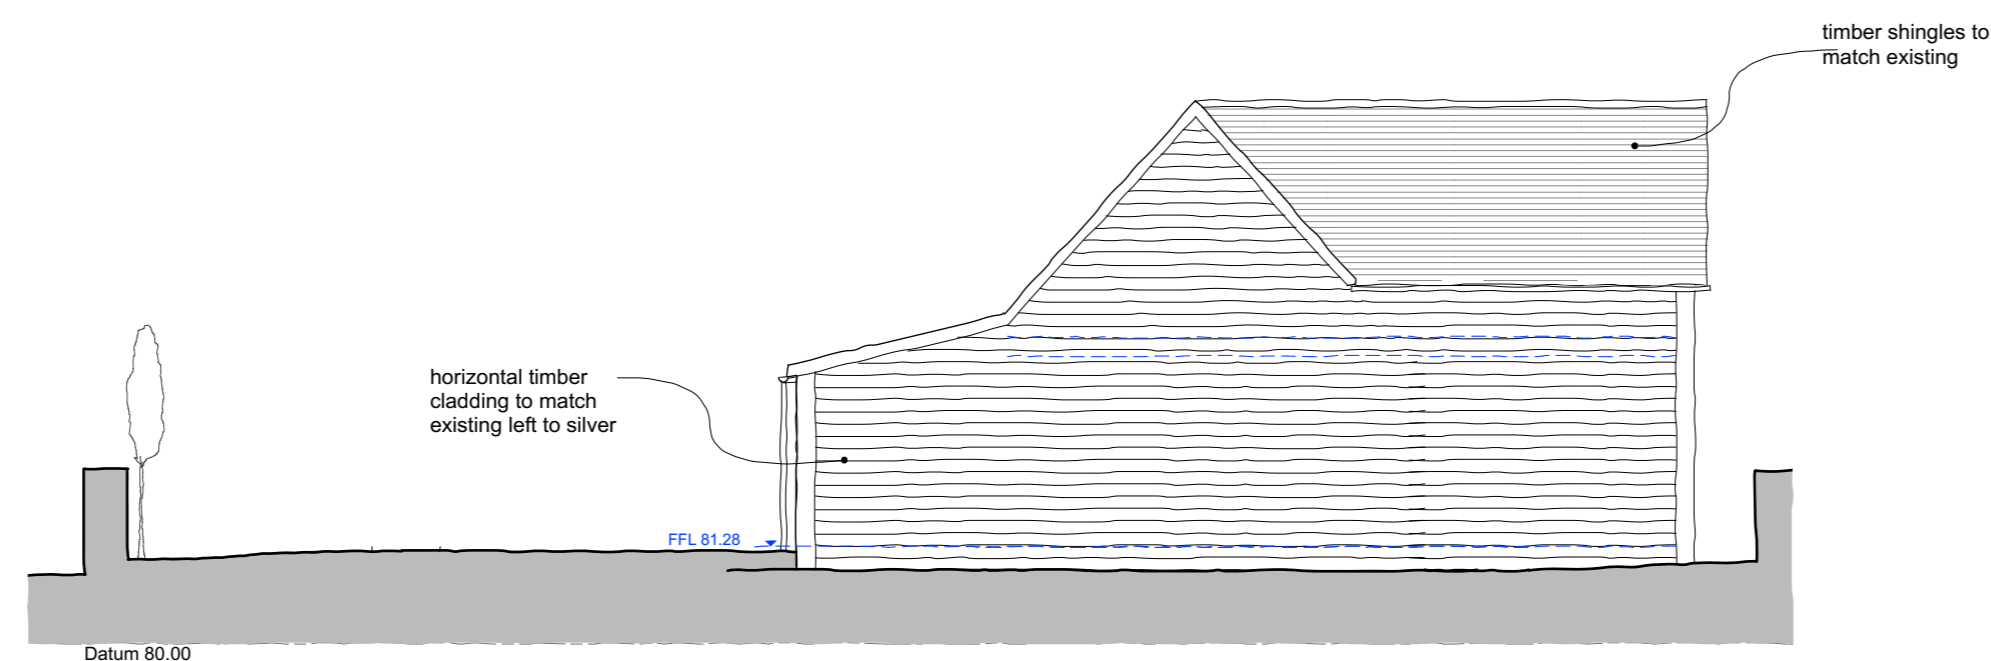 timber shingles to
match existing
horizontal timber
cladding to match
existing left to silver
FFL 81.28
Datum 80.00